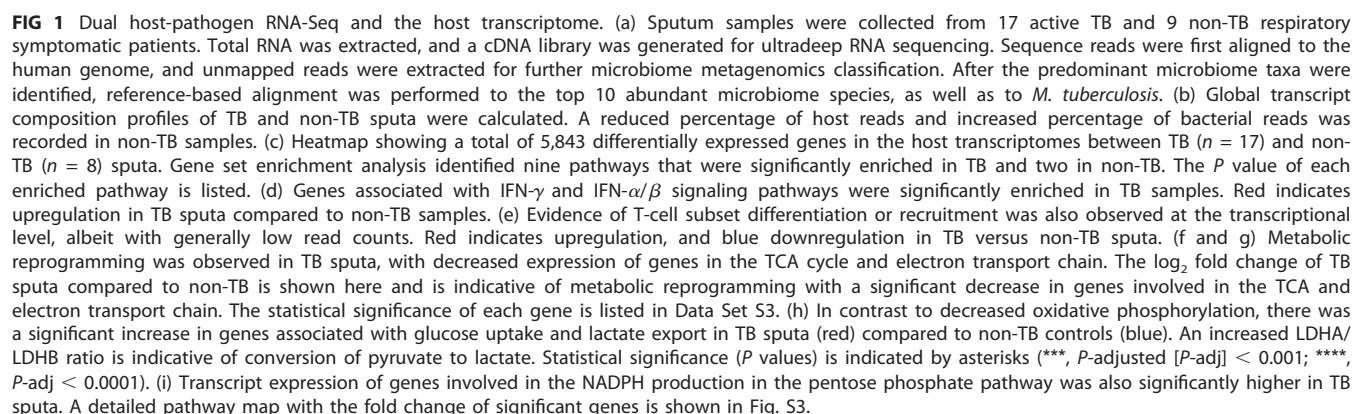 FIG 1 Dual host-pathogen RNA-Seq and the host transcriptome. (a) Sputum samples were collected from 17 active TB and 9 non-TB respiratory
symptomatic patients. Total RNA was extracted, and a cDNA library was generated for ultradeep RNA sequencing. Sequence reads were first aligned to the
human genome, and unmapped reads were extracted for further microbiome metagenomics classification. After the predominant microbiome taxa were
identified, reference-based alignment was performed to the top 10 abundant microbiome species, as well as to M. tuberculosis. (b) Global transcript
composition profiles of TB and non-TB sputa were calculated. A reduced percentage of host reads and increased percentage of bacterial reads was
recorded in non-TB samples. (c) Heatmap showing a total of 5,843 differentially expressed genes in the host transcriptomes between TB (n = 17) and non-
TB (n = 8) sputa. Gene set enrichment analysis identified nine pathways that were significantly enriched in TB and two in non-TB. The P value of each
enriched pathway is listed. (d) Genes associated with IFN-γ and IFN-α/β signaling pathways were significantly enriched in TB samples. Red indicates
upregulation in TB sputa compared to non-TB samples. (e) Evidence of T-cell subset differentiation or recruitment was also observed at the transcriptional
level, albeit with generally low read counts. Red indicates upregulation, and blue downregulation in TB versus non-TB sputa. (f and g) Metabolic
reprogramming was observed in TB sputa, with decreased expression of genes in the TCA cycle and electron transport chain. The log₂ fold change of TB
sputa compared to non-TB is shown here and is indicative of metabolic reprogramming with a significant decrease in genes involved in the TCA and
electron transport chain. The statistical significance of each gene is listed in Data Set S3. (h) In contrast to decreased oxidative phosphorylation, there was
a significant increase in genes associated with glucose uptake and lactate export in TB sputa (red) compared to non-TB controls (blue). An increased LDHA/
LDHB ratio is indicative of conversion of pyruvate to lactate. Statistical significance (P values) is indicated by asterisks (***, P-adjusted [P-adj] < 0.001; ****,
P-adj < 0.0001). (i) Transcript expression of genes involved in the NADPH production in the pentose phosphate pathway was also significantly higher in TB
sputa. A detailed pathway map with the fold change of significant genes is shown in Fig. S3.